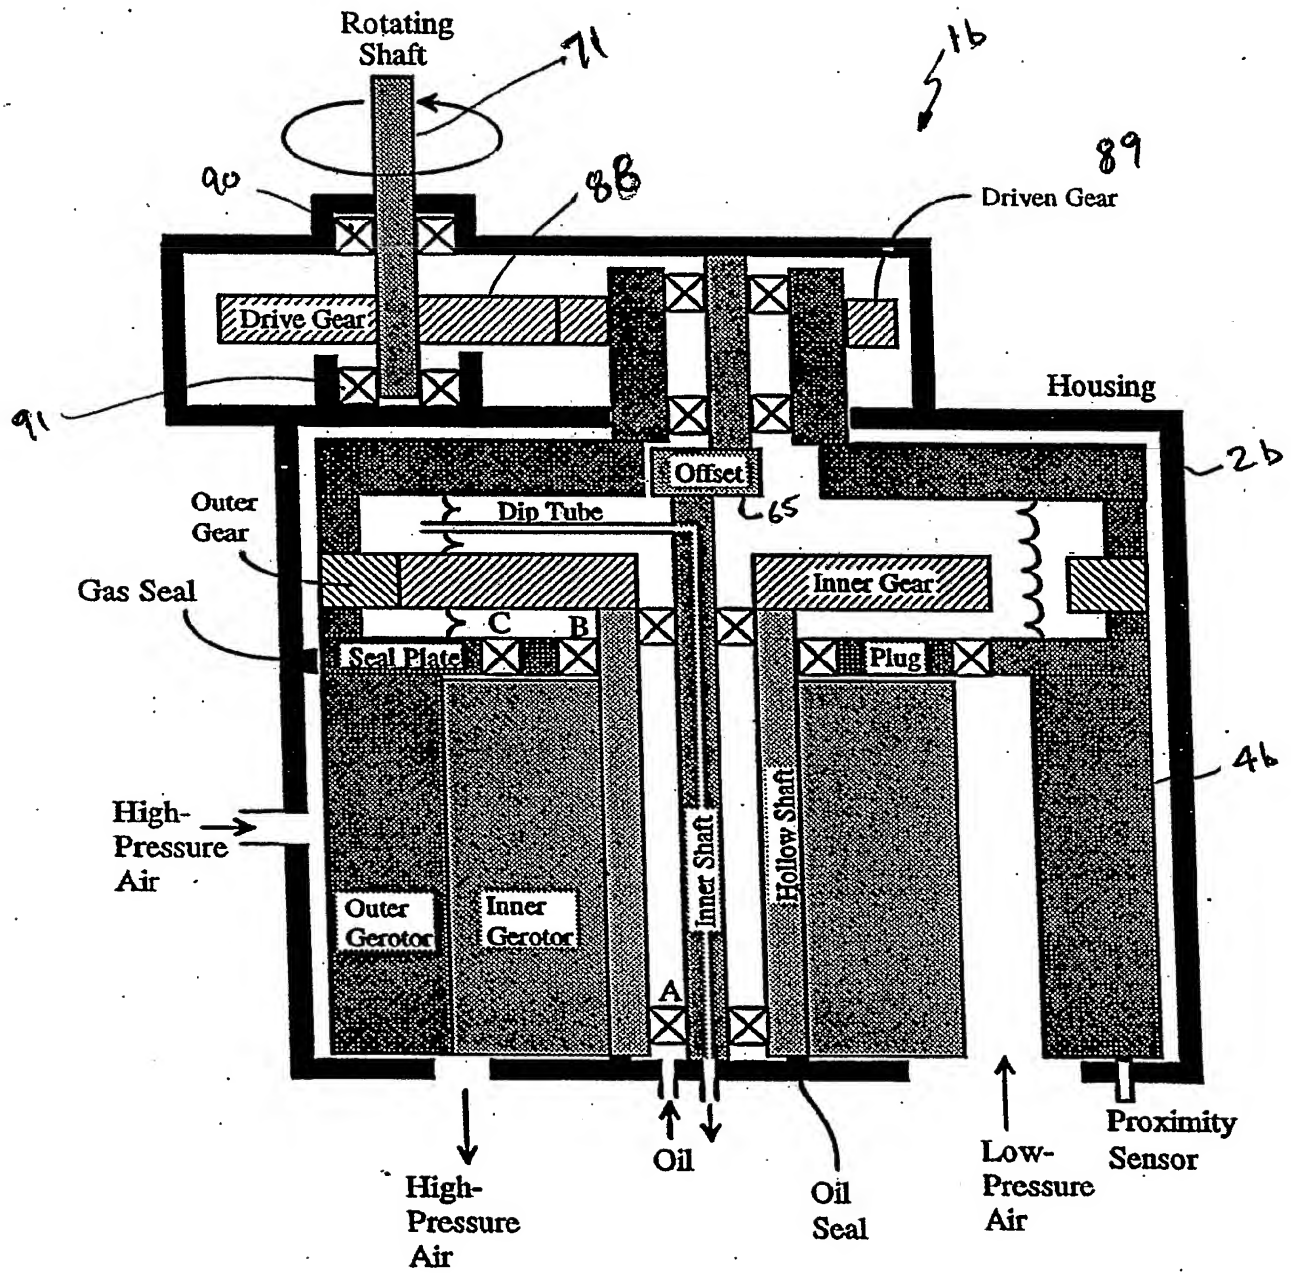 Rotating
Shaft
71
1b
90
88
89
Driven Gear
Drive Gear
91
Housing
2b
Offset
65
Outer
Gear
Dip Tube
Inner Gear
Gas Seal
C
B
Seal Plate
Plug
4b
High-
Pressure
Air
Outer
Gerotor
Inner
Gerotor
Inner Shaft
Hollow Shaft
A
Oil
High-
Pressure
Air
Oil
Seal
Low-
Pressure
Air
Proximity
Sensor